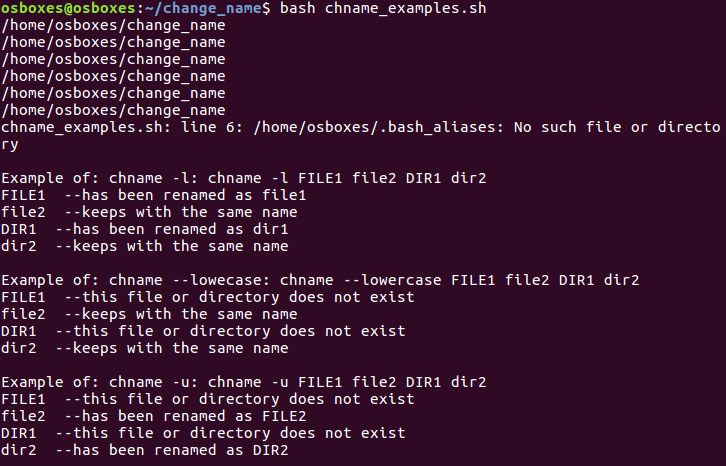 osboxes@osboxes:~/change_name$ bash chname_examples.sh
/home/osboxes/change_name
/home/osboxes/change_name
/home/osboxes/change_name
/home/osboxes/change_name
/home/osboxes/change_name
/home/osboxes/change_name
chname_examples.sh: line 6: /home/osboxes/.bash_aliases: No such file or directo
ry
Example of: chname -l: chname -l FILE1 file2 DIR1 dir2
FILE1  --has been renamed as file1
file2  --keeps with the same name
DIR1  --has been renamed as dir1
dir2  --keeps with the same name
Example of: chname --lowecase: chname --lowercase FILE1 file2 DIR1 dir2
FILE1  --this file or directory does not exist
file2  --keeps with the same name
DIR1  --this file or directory does not exist
dir2  --keeps with the same name
Example of: chname -u: chname -u FILE1 file2 DIR1 dir2
FILE1  --this file or directory does not exist
file2  --has been renamed as FILE2
DIR1  --this file or directory does not exist
dir2  --has been renamed as DIR2